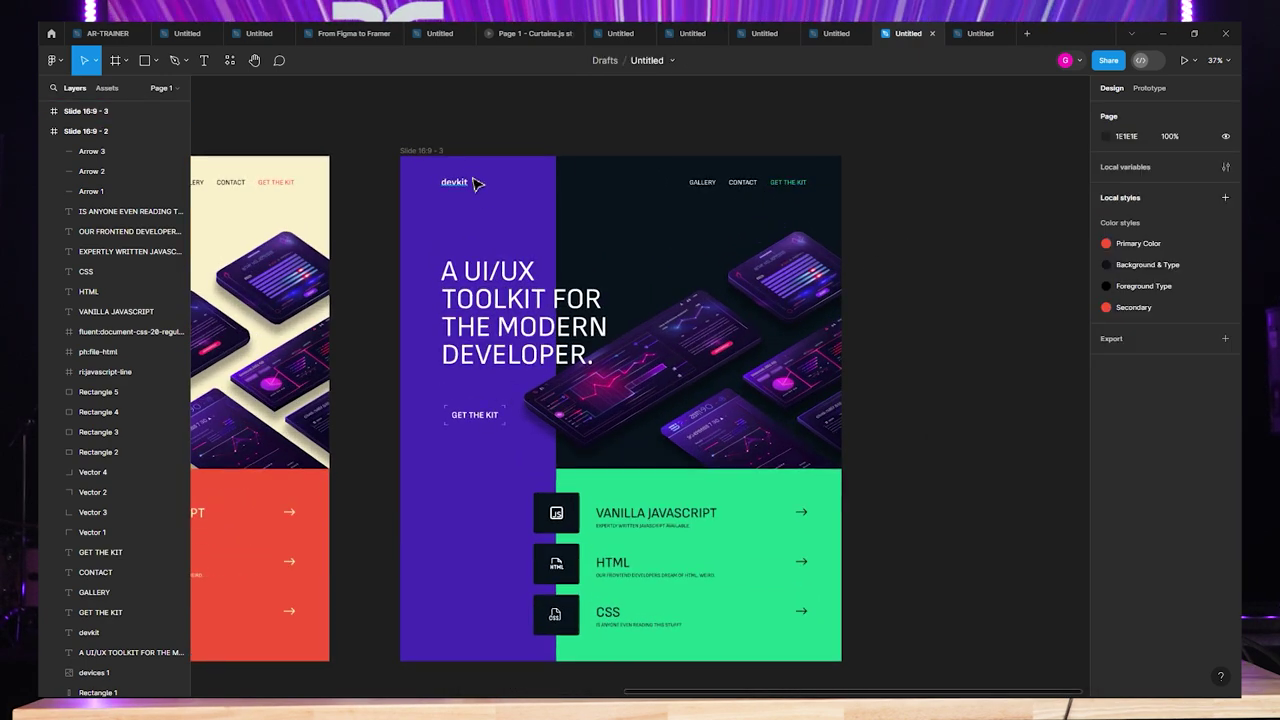 AR-TRAINER
Untitled
Untitled
From Figma to Framer
Untitled
Page 1 - Curtains.js st
Untitled
Untitled
Untitled
Untitled
Untitled
Untitled
Drafts / Untitled
G
Share
37%
Layers
Assets
Page 1
Slide 16:9 - 3
Slide 16:9 - 2
Arrow 3
Arrow 2
Arrow 1
IS ANYONE EVEN READING T...
OUR FRONTEND DEVELOPER...
EXPERTLY WRITTEN JAVASC...
CSS
HTML
VANILLA JAVASCRIPT
fluent:document-css-20-regul...
ph:file-html
ri:javascript-line
Rectangle 5
Rectangle 4
Rectangle 3
Rectangle 2
Vector 4
Vector 2
Vector 3
Vector 1
GET THE KIT
CONTACT
GALLERY
GET THE KIT
devkit
A UI/UX TOOLKIT FOR THE M...
devices 1
Rectangle 1
LERY
CONTACT
GET THE KIT
PT
Slide 16:9 - 3
devkit
GALLERY
CONTACT
GET THE KIT
A UI/UX
TOOLKIT FOR
THE MODERN
DEVELOPER.
GET THE KIT
JS
VANILLA JAVASCRIPT
EXPERTLY WRITTEN JAVASCRIPT AVAILABLE
HTML
HTML
OUR FRONTEND DEVELOPERS DREAM OF HTML. WEIRD.
CSS
CSS
IS ANYONE EVEN READING THIS STUFF?
Design
Prototype
Page
1E1E1E
100%
Local variables
Local styles
Color styles
Primary Color
Background & Type
Foreground Type
Secondary
Export
?